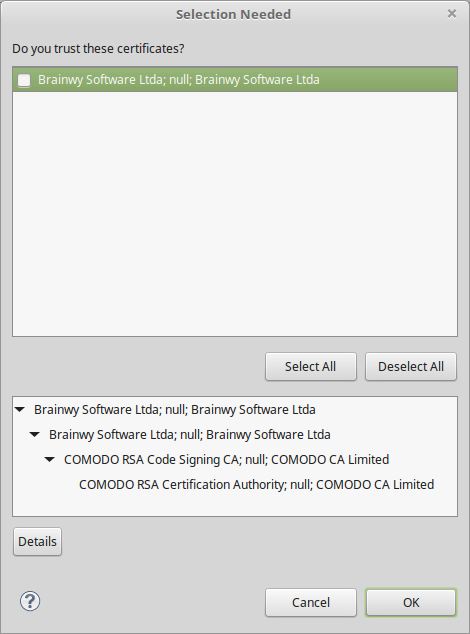 Selection Needed
Do you trust these certificates?
Brainwy Software Ltda; null; Brainwy Software Ltda
Select All
Deselect All
Brainwy Software Ltda; null; Brainwy Software Ltda
Brainwy Software Ltda; null; Brainwy Software Ltda
COMODO RSA Code Signing CA; null; COMODO CA Limited
COMODO RSA Certification Authority; null; COMODO CA Limited
Details
?
Cancel
OK